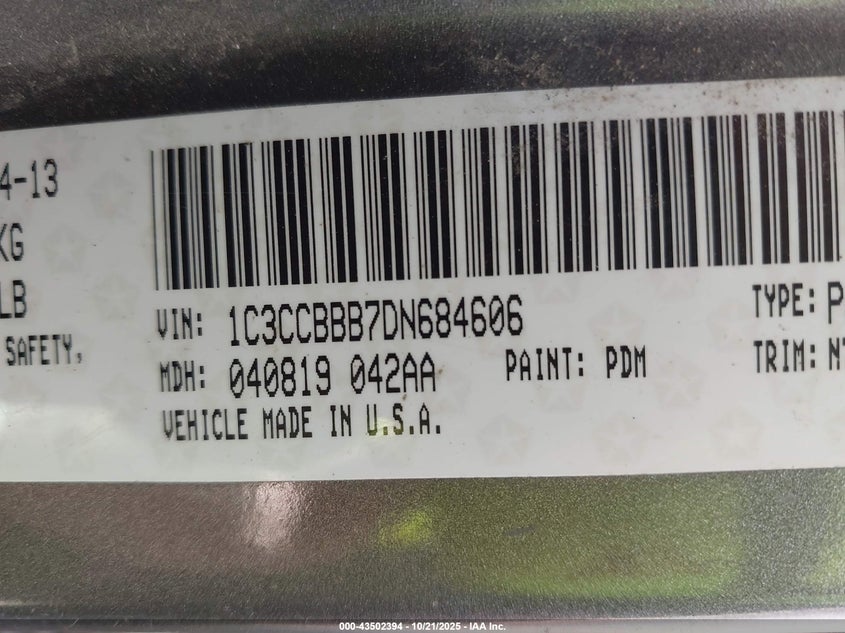 4-13
KG
LB
SAFETY,
VIN: 1C3CCBBB7DN684606
TYPE: P
MDH: 040819 042AA
PAINT: PDM
TRIM: N
VEHICLE MADE IN U.S.A.
000-43502394 - 10/21/2025 - IAA Inc.